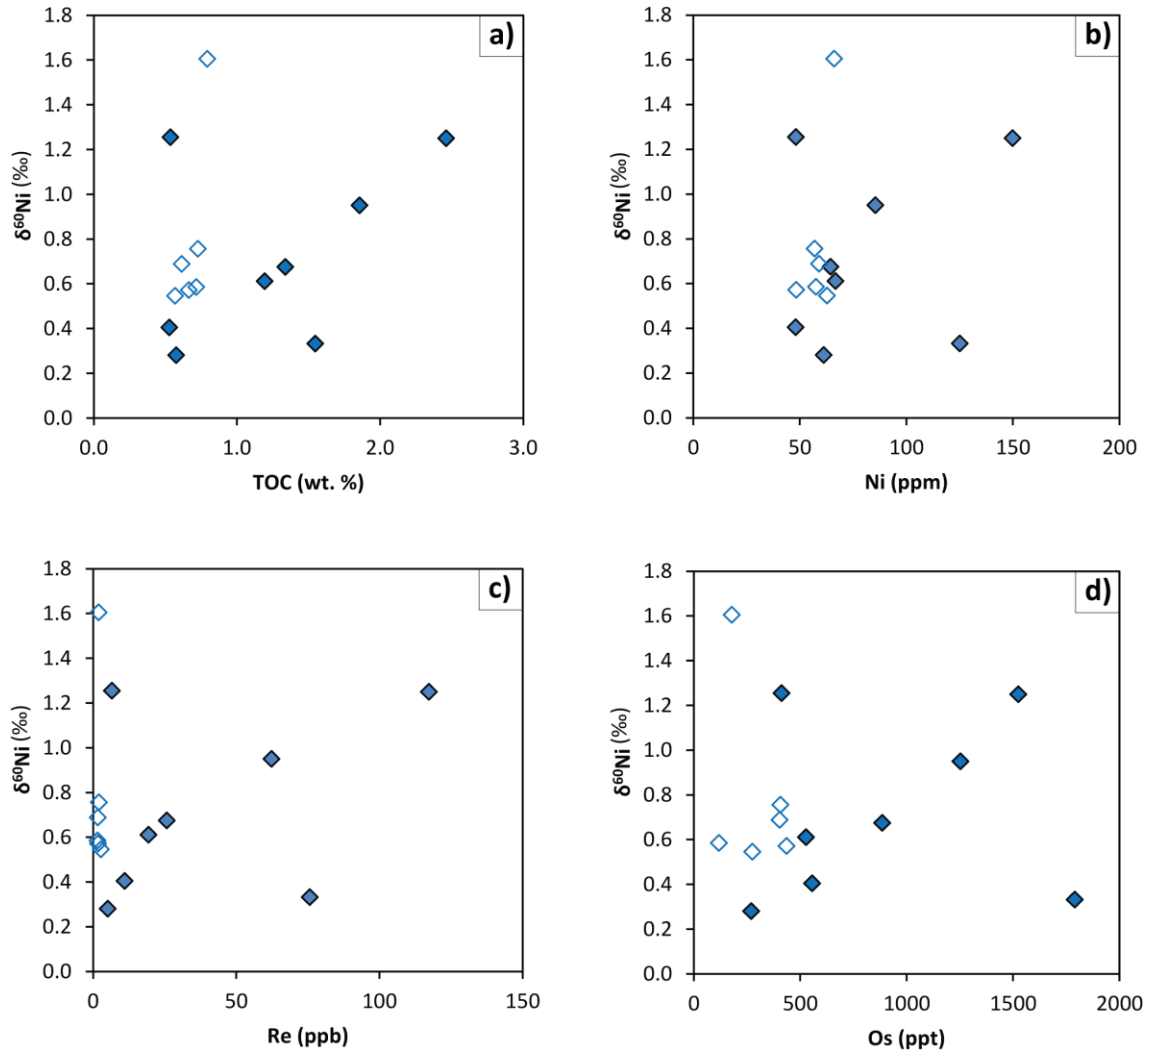 a)
δ⁶⁰Ni (‰)
1.8
1.6
1.4
1.2
1.0
0.8
0.6
0.4
0.2
0.0
0.0 1.0 2.0 3.0
TOC (wt. %)
b)
δ⁶⁰Ni (‰)
1.8
1.6
1.4
1.2
1.0
0.8
0.6
0.4
0.2
0.0
0 50 100 150 200
Ni (ppm)
c)
δ⁶⁰Ni (‰)
1.8
1.6
1.4
1.2
1.0
0.8
0.6
0.4
0.2
0.0
0 50 100 150
Re (ppb)
d)
δ⁶⁰Ni (‰)
1.8
1.6
1.4
1.2
1.0
0.8
0.6
0.4
0.2
0.0
0 500 1000 1500 2000
Os (ppt)